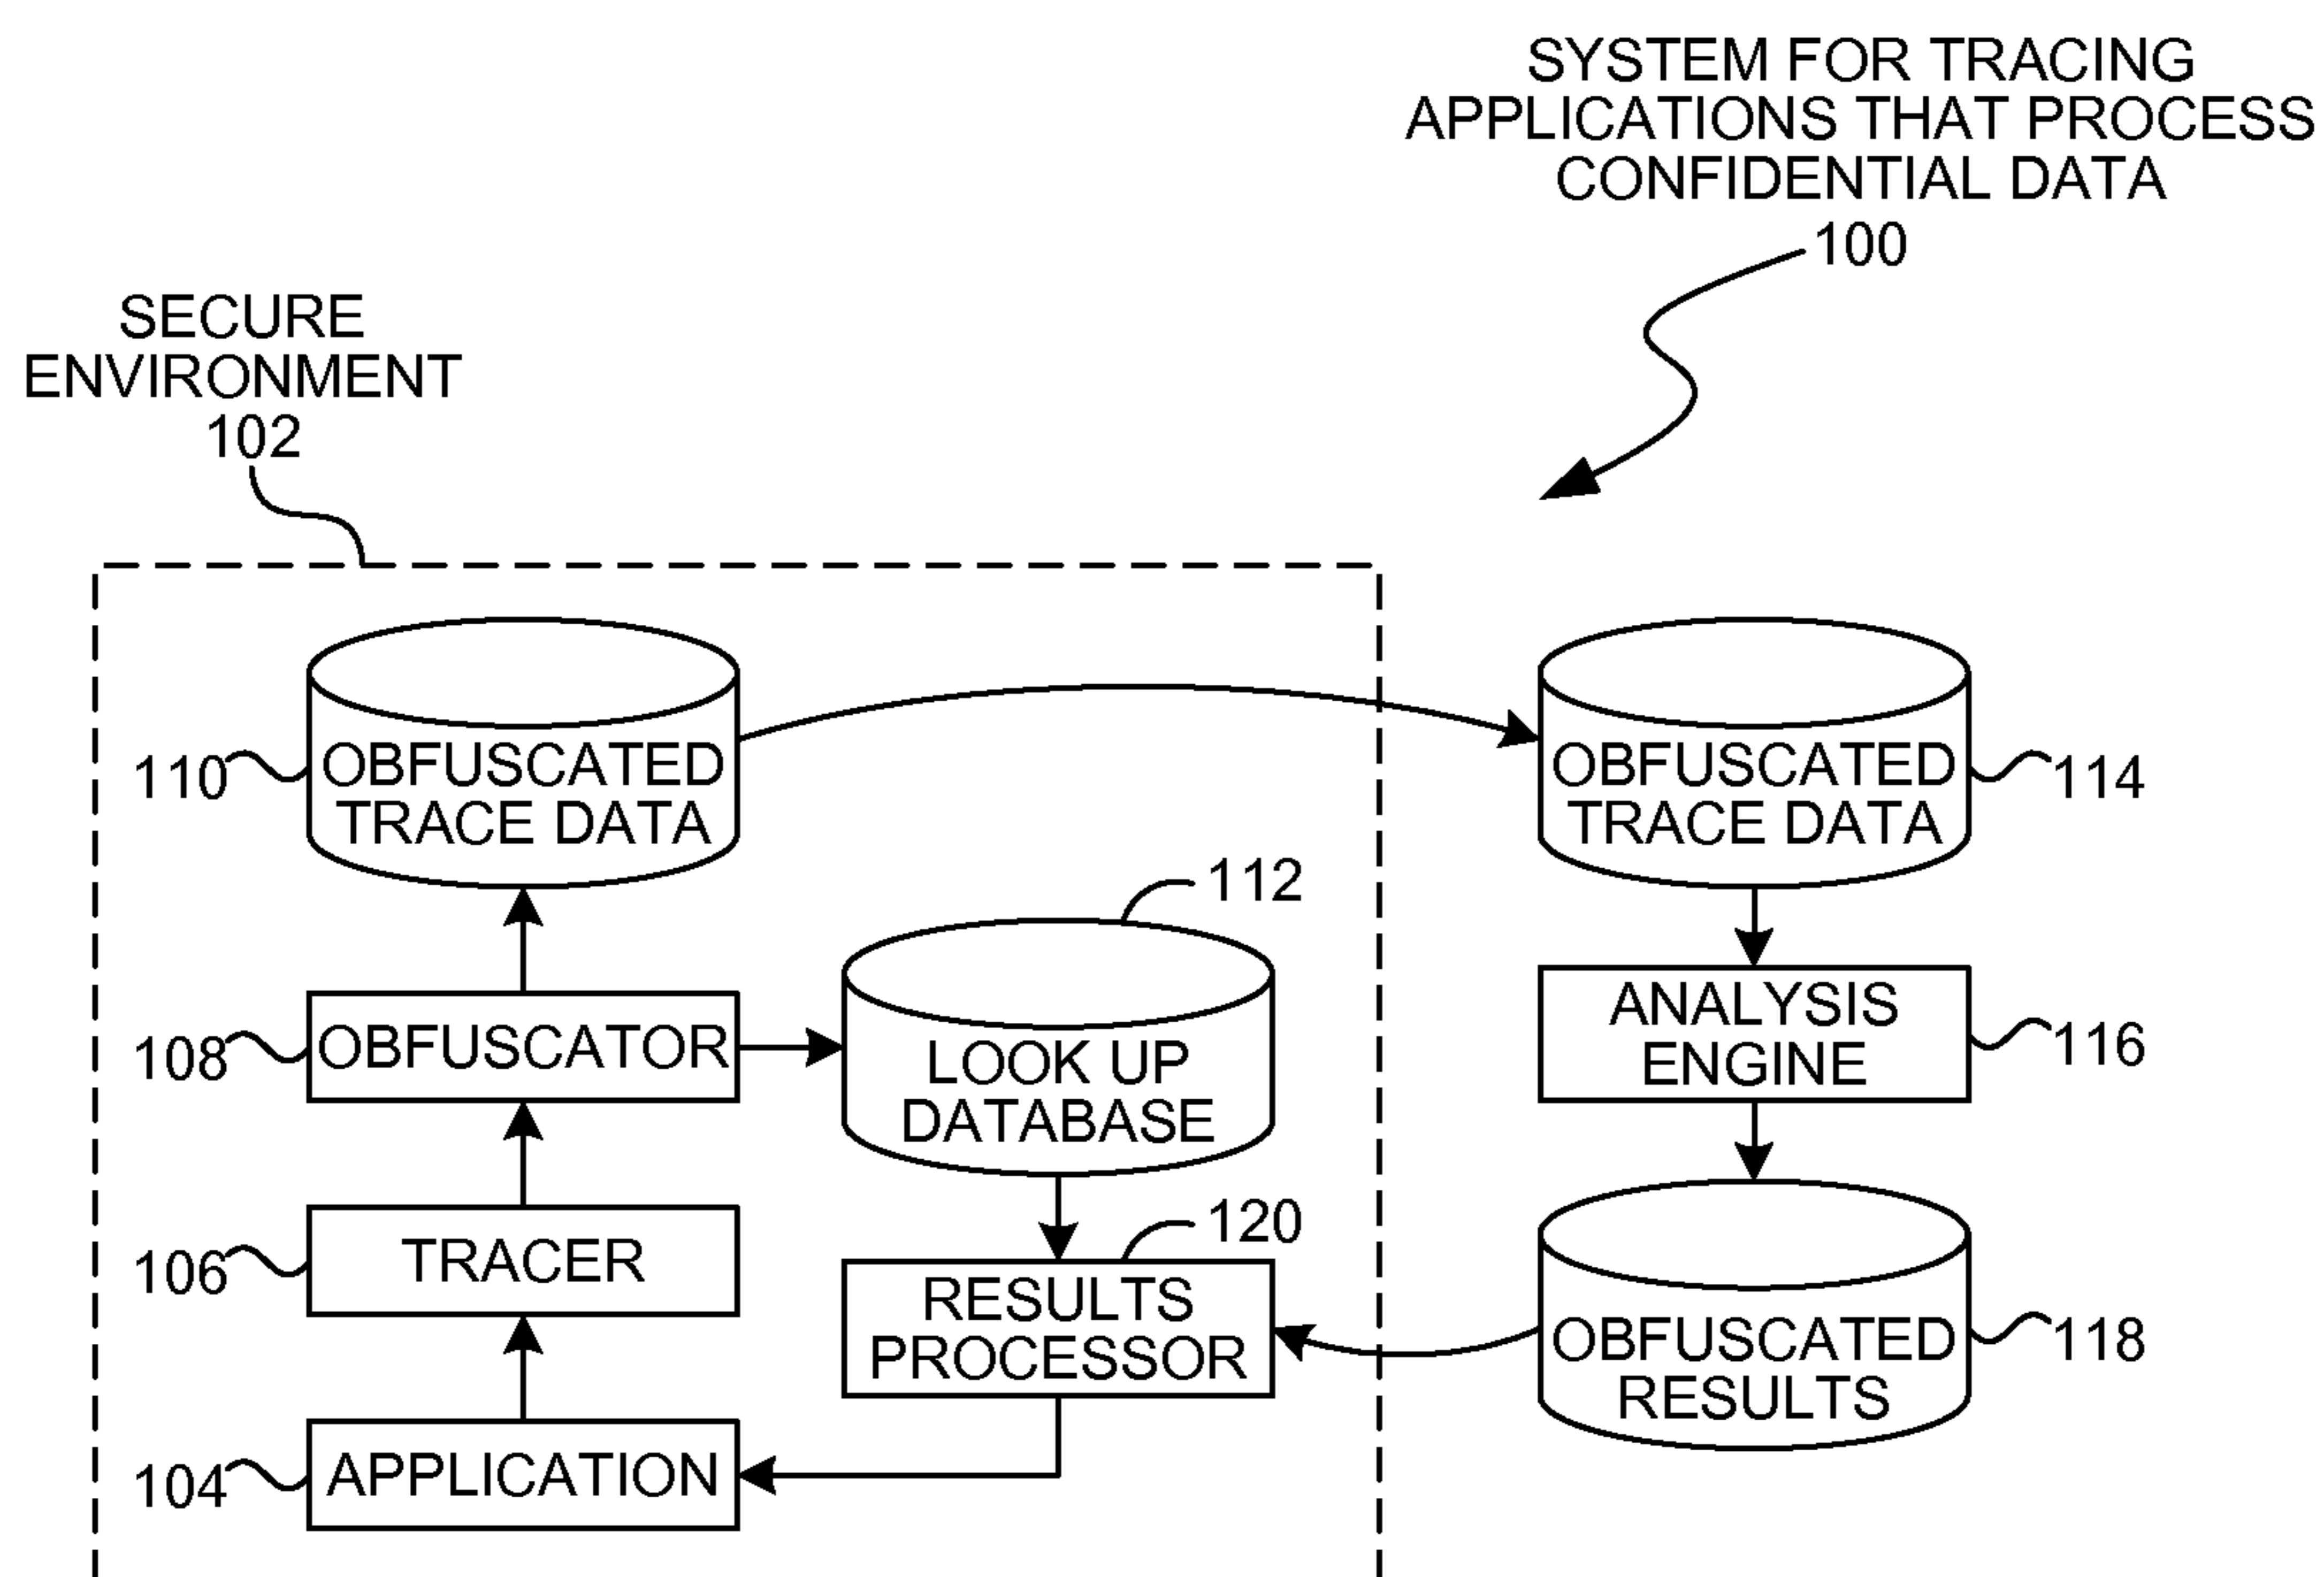 SYSTEM FOR TRACING
APPLICATIONS THAT PROCESS
CONFIDENTIAL DATA
100
SECURE
ENVIRONMENT
102
110
OBFUSCATED
TRACE DATA
OBFUSCATED
TRACE DATA
114
112
108
OBFUSCATOR
LOOK UP
DATABASE
ANALYSIS
ENGINE
116
106
TRACER
120
RESULTS
PROCESSOR
OBFUSCATED
RESULTS
118
104
APPLICATION